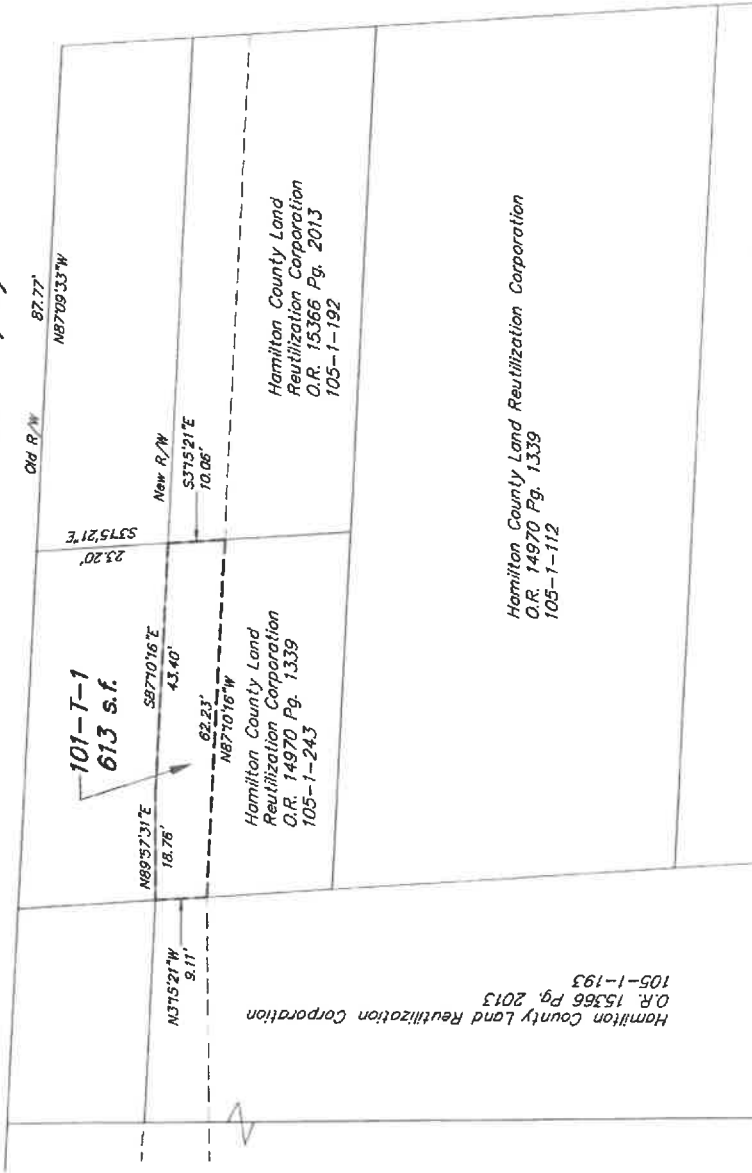 Old R/W
87.77'
N87°09'33"W
S3°15'21"E
23.20'
New R/W
S3°15'21"E
10.06'
101-T-1
613 s.f.
S87°10'16"E
43.40'
N89°57'31"E
18.76'
62.23'
N87°10'16"W
N3°15'21"W
9.11'
Hamilton County Land
Reutilization Corporation
O.R. 15366 Pg. 2013
105-1-192
Hamilton County Land
Reutilization Corporation
O.R. 14970 Pg. 1339
105-1-243
Hamilton County Land Reutilization Corporation
O.R. 14970 Pg. 1339
105-1-112
Hamilton County Land Reutilization Corporation
O.R. 15366 Pg. 2013
105-1-193